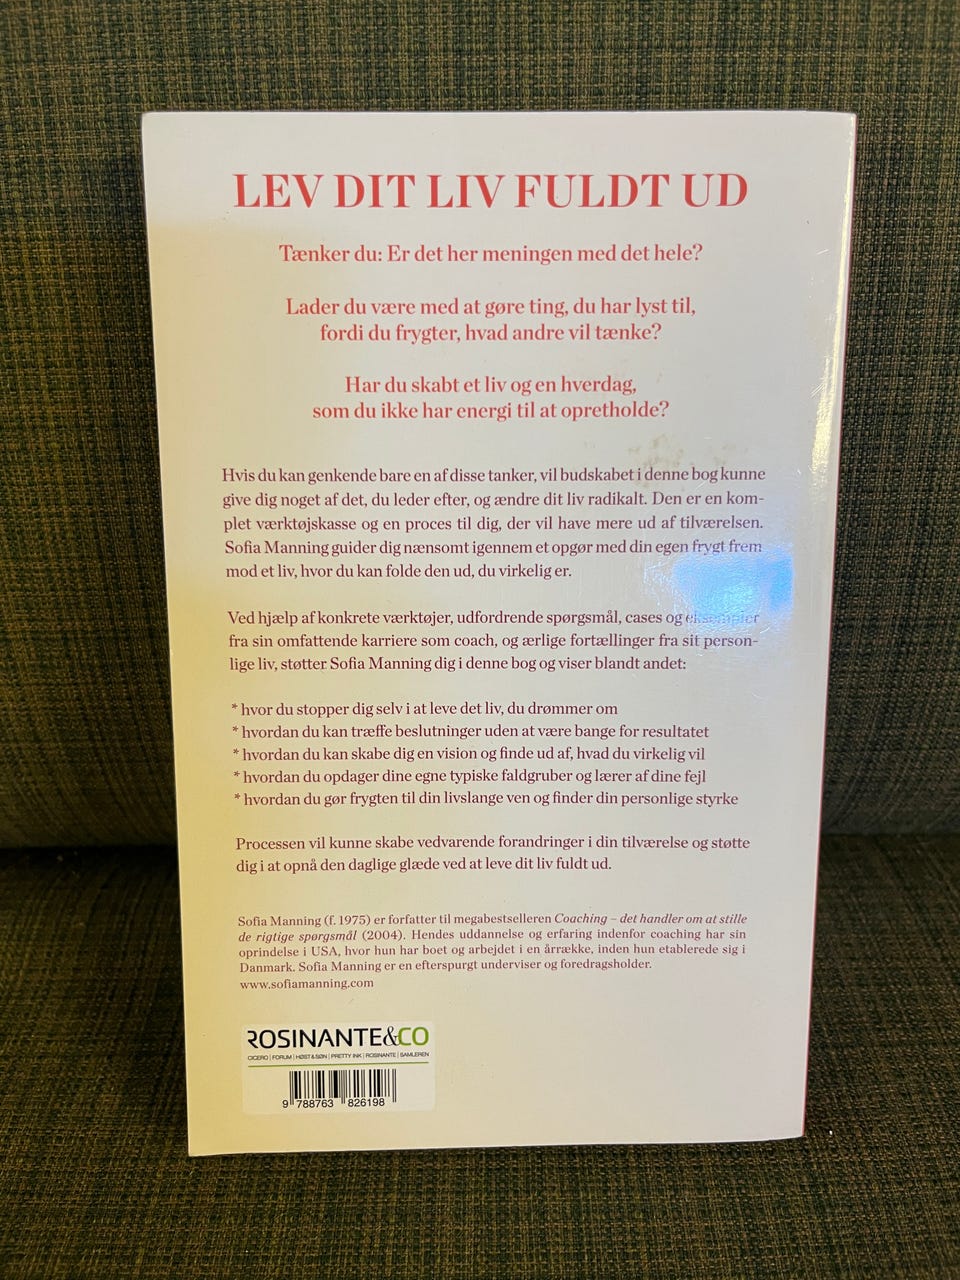 LEV DIT LIV FULDT UD
Tænker du: Er det her meningen med det hele?
Lader du være med at gøre ting, du har lyst til,
fordi du frygter, hvad andre vil tænke?
Har du skabt et liv og en hverdag,
som du ikke har energi til at opretholde?
Hvis du kan genkende bare en af disse tanker, vil budskabet i denne bog kunne
give dig noget af det, du leder efter, og ændre dit liv radikalt. Den er en kom-
plet værktøjskasse og en proces til dig, der vil have mere ud af tilværelsen.
Sofia Manning guider dig nænsomt igennem et opgør med din egen frygt frem
mod et liv, hvor du kan folde den ud, du virkelig er.
Ved hjælp af konkrete værktøjer, udfordrende spørgsmål, cases og eksempler
fra sin omfattende karriere som coach, og ærlige fortællinger fra sit person-
lige liv, støtter Sofia Manning dig i denne bog og viser blandt andet:
* hvor du stopper dig selv i at leve det liv, du drømmer om
* hvordan du kan træffe beslutninger uden at være bange for resultatet
* hvordan du kan skabe dig en vision og finde ud af, hvad du virkelig vil
* hvordan du opdager dine egne typiske faldgruber og lærer af dine fejl
* hvordan du gør frygten til din livslange ven og finder din personlige styrke
Processen vil kunne skabe vedvarende forandringer i din tilværelse og støtte
dig i at opnå den daglige glæde ved at leve dit liv fuldt ud.
Sofia Manning (f. 1975) er forfatter til megabestselleren Coaching – det handler om at stille
de rigtige spørgsmål (2004). Hendes uddannelse og erfaring indenfor coaching har sin
oprindelse i USA, hvor hun har boet og arbejdet i en årrække, inden hun etablerede sig i
Danmark. Sofia Manning er en efterspurgt underviser og foredragsholder.
www.sofiamanning.com
ROSINANTE&CO
CICERO | FORUM | HØST & SØN | PRETTY INK | ROSINANTE | SAMLEREN
9 788763 826198